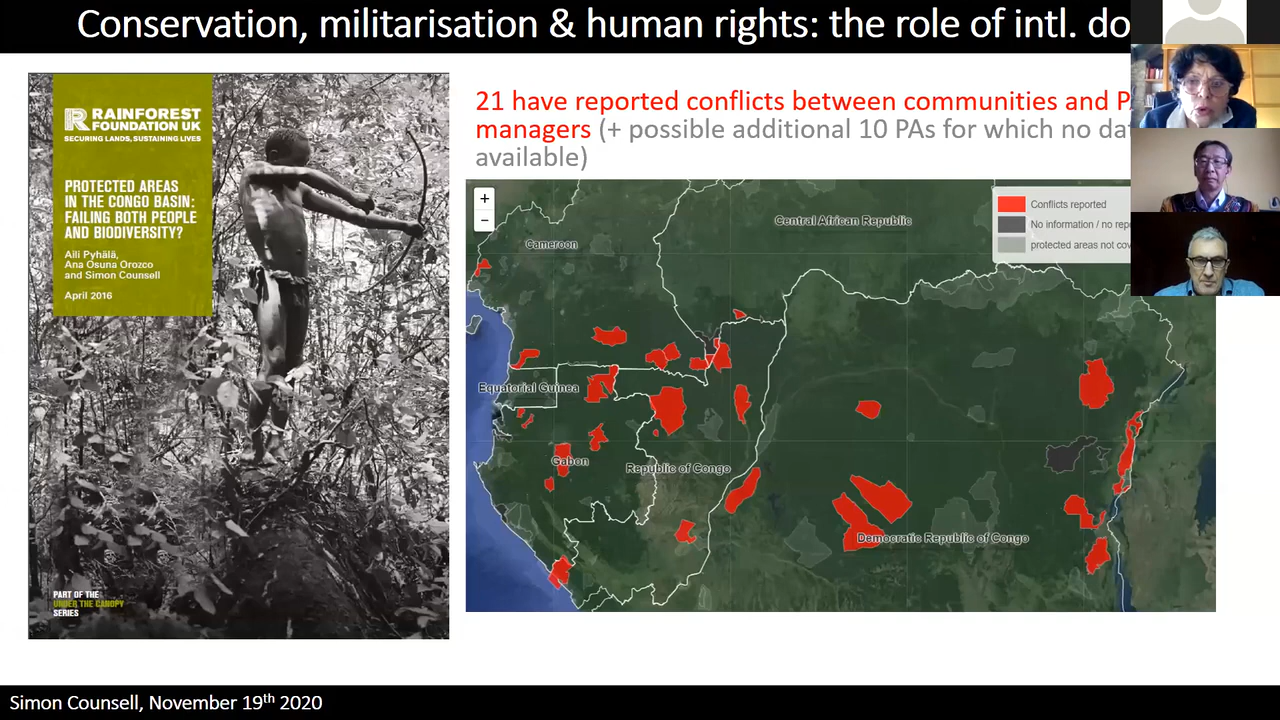 Conservation, militarisation & human rights: the role of intl. do
RAINFOREST
FOUNDATION UK
SECURING LANDS, SUSTAINING LIVES
PROTECTED AREAS
IN THE CONGO BASIN:
FAILING BOTH PEOPLE
AND BIODIVERSITY?
Aili Pyhälä,
Ana Osuna Orozco
and Simon Counsell
April 2016
PART OF THE
UNDER THE CANOPY
SERIES
21 have reported conflicts between communities and P
managers (+ possible additional 10 PAs for which no dat
available)
+
−
Central African Republic
Cameroon
Conflicts reported
No information / no repo
protected areas not cov
Equatorial Guinea
Gabon
Republic of Congo
Democratic Republic of Congo
Simon Counsell, November 19th 2020